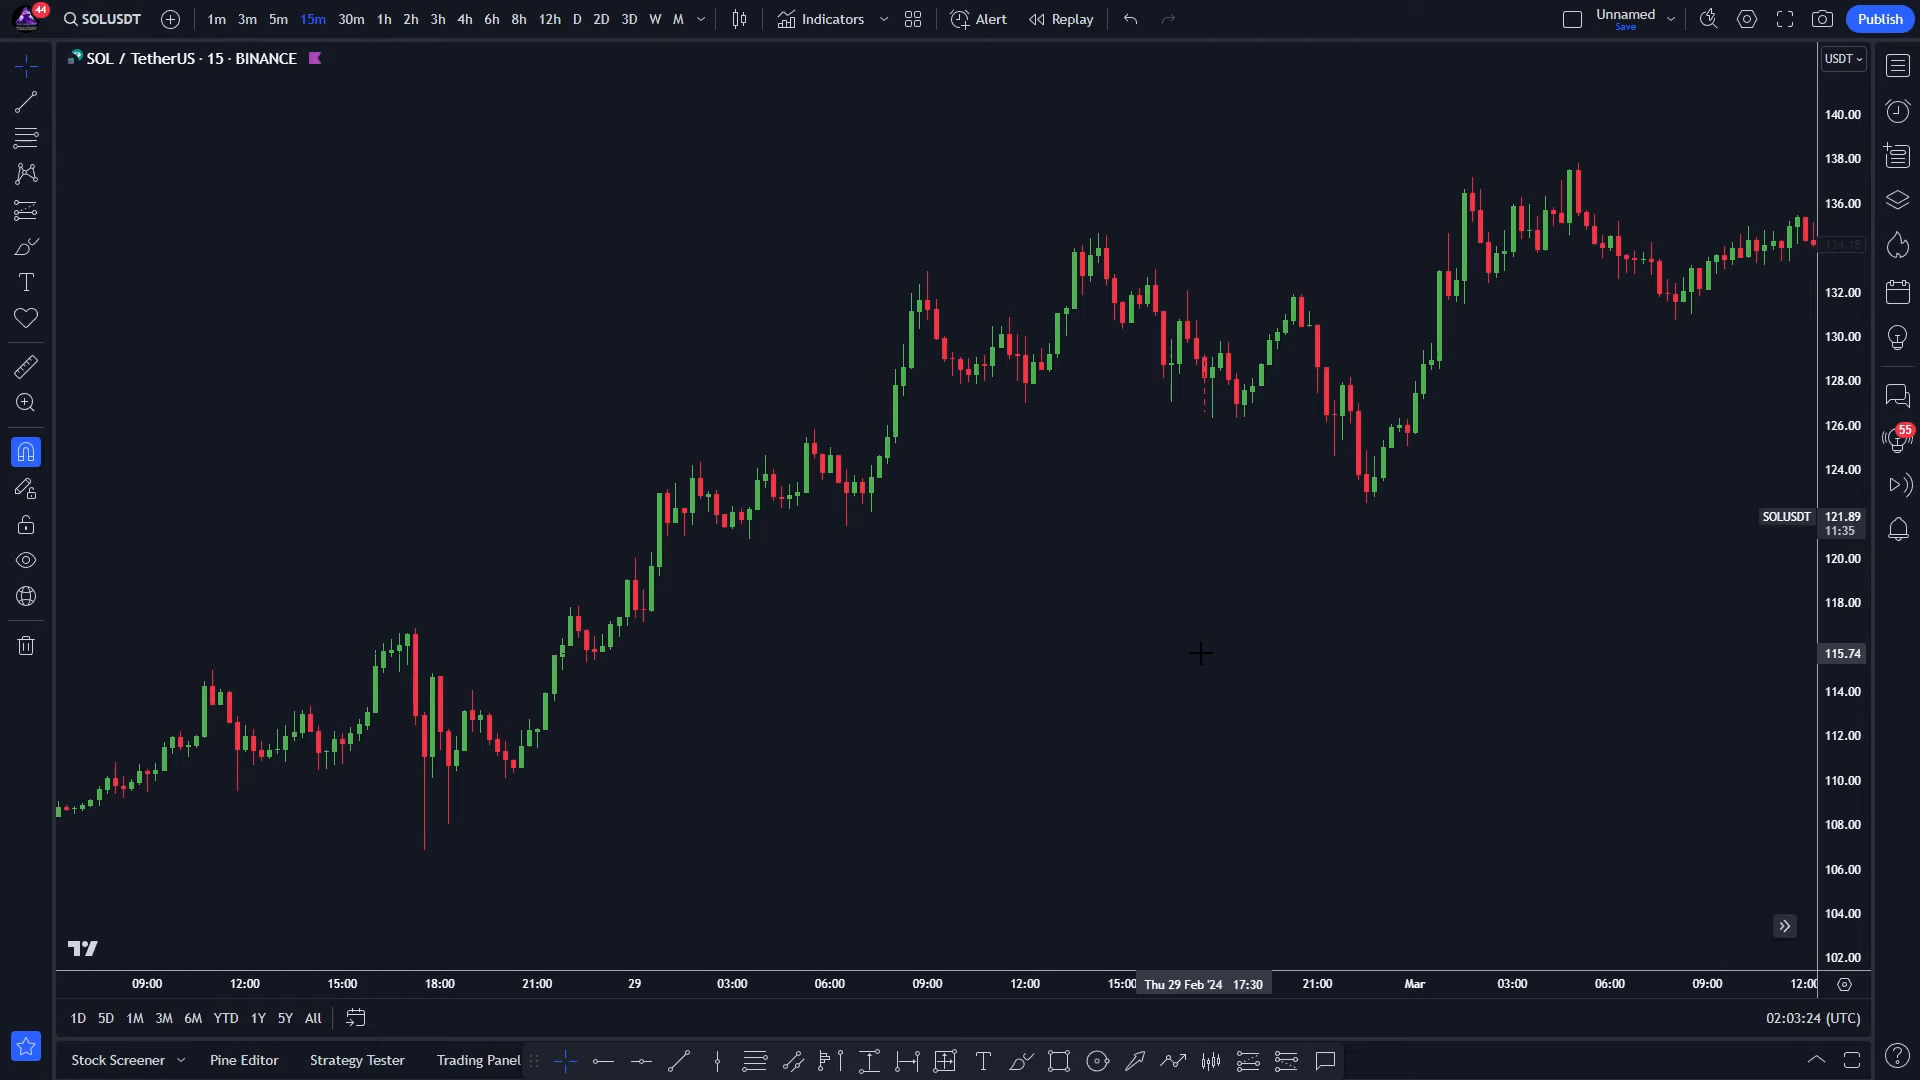 44
SOLUSDT
1m 3m 5m 15m 30m 1h 2h 3h 4h 6h 8h 12h D 2D 3D W M
Indicators
Alert
Replay
Unnamed
Save
Publish
SOL / TetherUS · 15 · BINANCE
USDT
140.00
138.00
136.00
134.18
132.00
130.00
128.00
126.00
124.00
SOLUSDT 121.89
11:35
120.00
118.00
115.74
114.00
112.00
110.00
108.00
106.00
104.00
102.00
55
09:00 12:00 15:00 18:00 21:00 29 03:00 06:00 09:00 12:00 15:00 Thu 29 Feb '24 17:30 21:00 Mar 03:00 06:00 09:00 12:00
1D 5D 1M 3M 6M YTD 1Y 5Y All
02:03:24 (UTC)
Stock Screener Pine Editor Strategy Tester Trading Panel